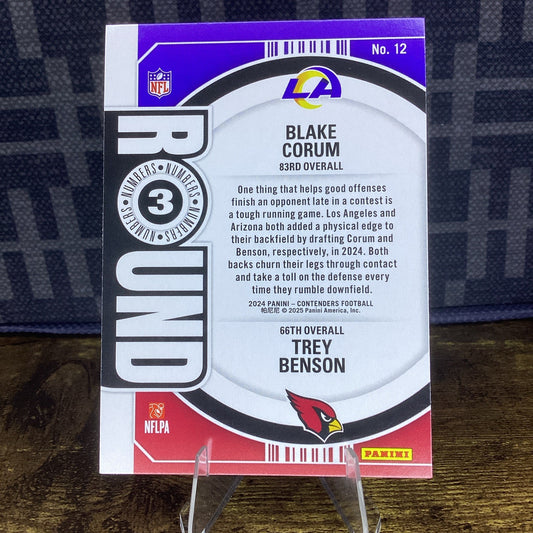 No. 12
NFL
LA
BLAKE
CORUM
83RD OVERALL
One thing that helps good offenses
finish an opponent late in a contest is
a tough running game. Los Angeles and
Arizona both added a physical edge to
their backfield by drafting Corum and
Benson, respectively, in 2024. Both
backs churn their legs through contact
and take a toll on the defense every
time they rumble downfield.
2024 PANINI – CONTENDERS FOOTBALL
帕尼尼 © 2025 Panini America, Inc.
66TH OVERALL
TREY
BENSON
ROUND
NUMBERS • NUMBERS • NUMBERS • NUMBERS •
3
NFLPA
PANINI